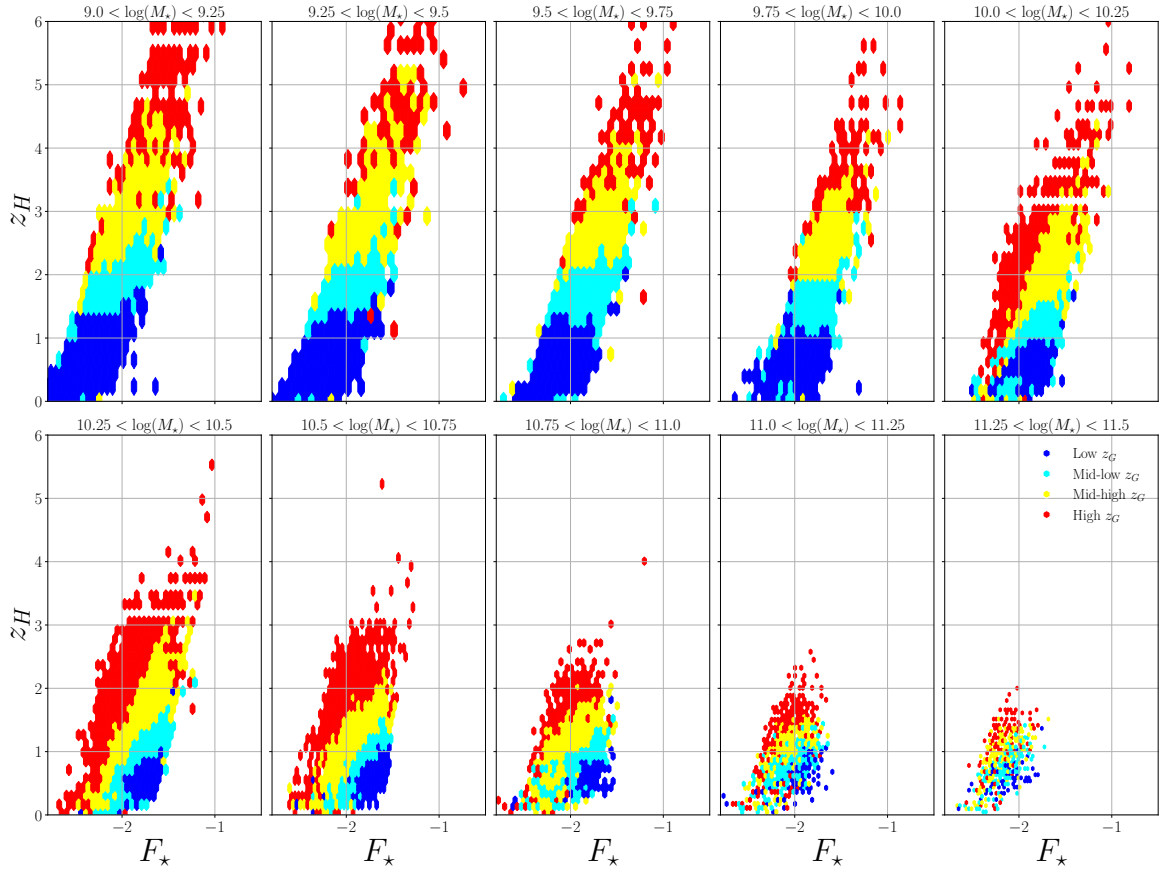 9.0 < log(M⋆) < 9.25
9.25 < log(M⋆) < 9.5
9.5 < log(M⋆) < 9.75
9.75 < log(M⋆) < 10.0
10.0 < log(M⋆) < 10.25
6
5
4
3
2
1
0
z_H
10.25 < log(M⋆) < 10.5
10.5 < log(M⋆) < 10.75
10.75 < log(M⋆) < 11.0
11.0 < log(M⋆) < 11.25
11.25 < log(M⋆) < 11.5
6
5
4
3
2
1
0
z_H
Low z_G
Mid-low z_G
Mid-high z_G
High z_G
−2 −1
−2 −1
−2 −1
−2 −1
−2 −1
F⋆
F⋆
F⋆
F⋆
F⋆